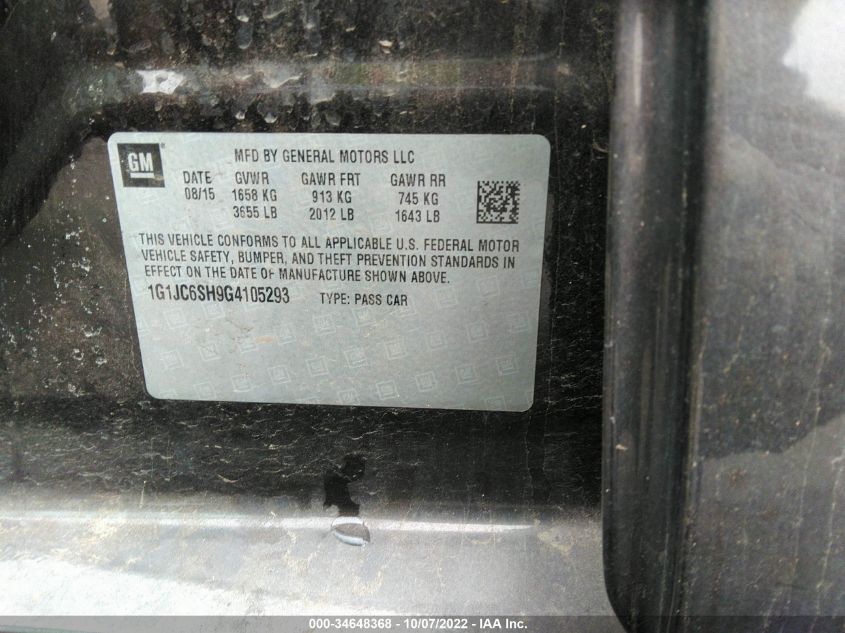 GM
MFD BY GENERAL MOTORS LLC
DATE GVWR GAWR FRT GAWR RR
08/15 1658 KG 913 KG 745 KG
3655 LB 2012 LB 1643 LB
THIS VEHICLE CONFORMS TO ALL APPLICABLE U.S. FEDERAL MOTOR
VEHICLE SAFETY, BUMPER, AND THEFT PREVENTION STANDARDS IN
EFFECT ON THE DATE OF MANUFACTURE SHOWN ABOVE.
1G1JC6SH9G4105293 TYPE: PASS CAR
000-34648368 - 10/07/2022 - IAA Inc.